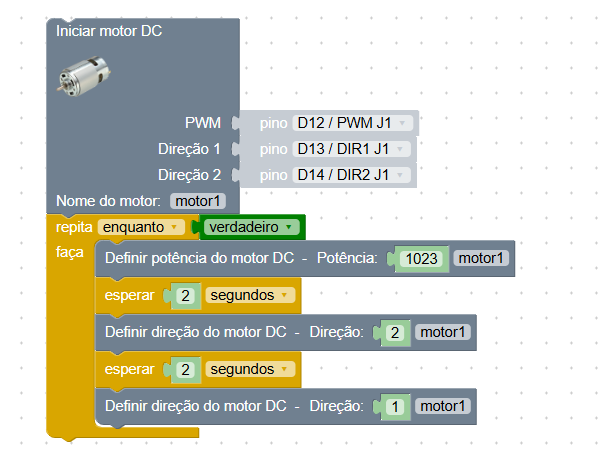 Iniciar motor DC
PWM pino D12 / PWM J1
Direção 1 pino D13 / DIR1 J1
Direção 2 pino D14 / DIR2 J1
Nome do motor: motor1
repita enquanto verdadeiro
faça Definir potência do motor DC - Potência: 1023 motor1
esperar 2 segundos
Definir direção do motor DC - Direção: 2 motor1
esperar 2 segundos
Definir direção do motor DC - Direção: 1 motor1